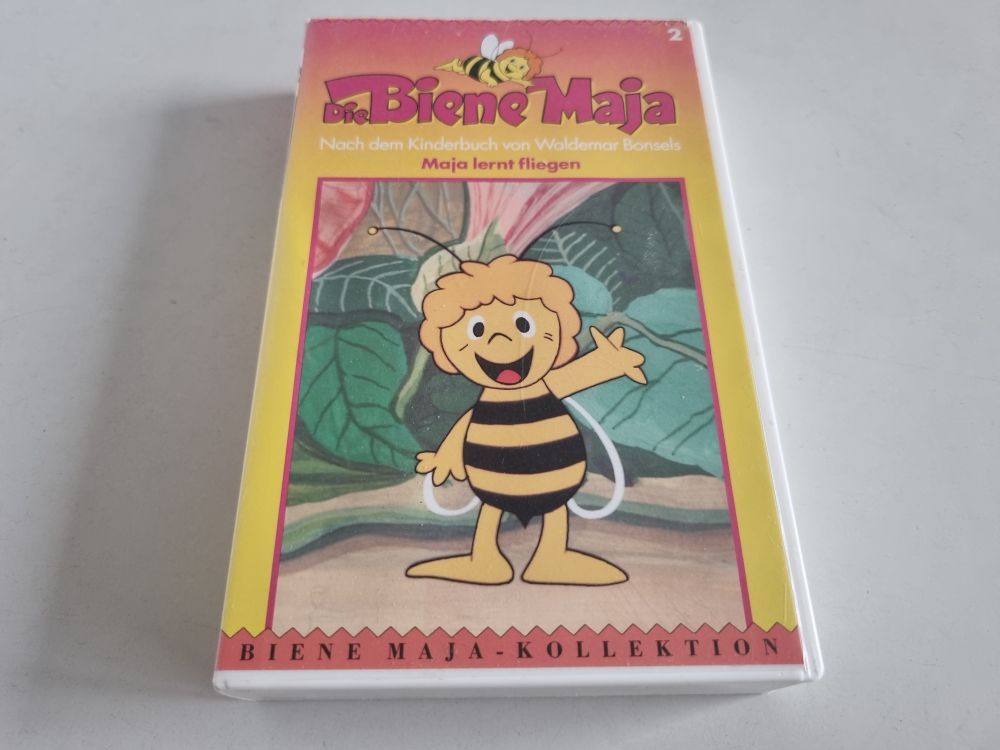 2
Die Biene Maja
Nach dem Kinderbuch von Waldemar Bonsels
Maja lernt fliegen
BIENE MAJA-KOLLEKTION